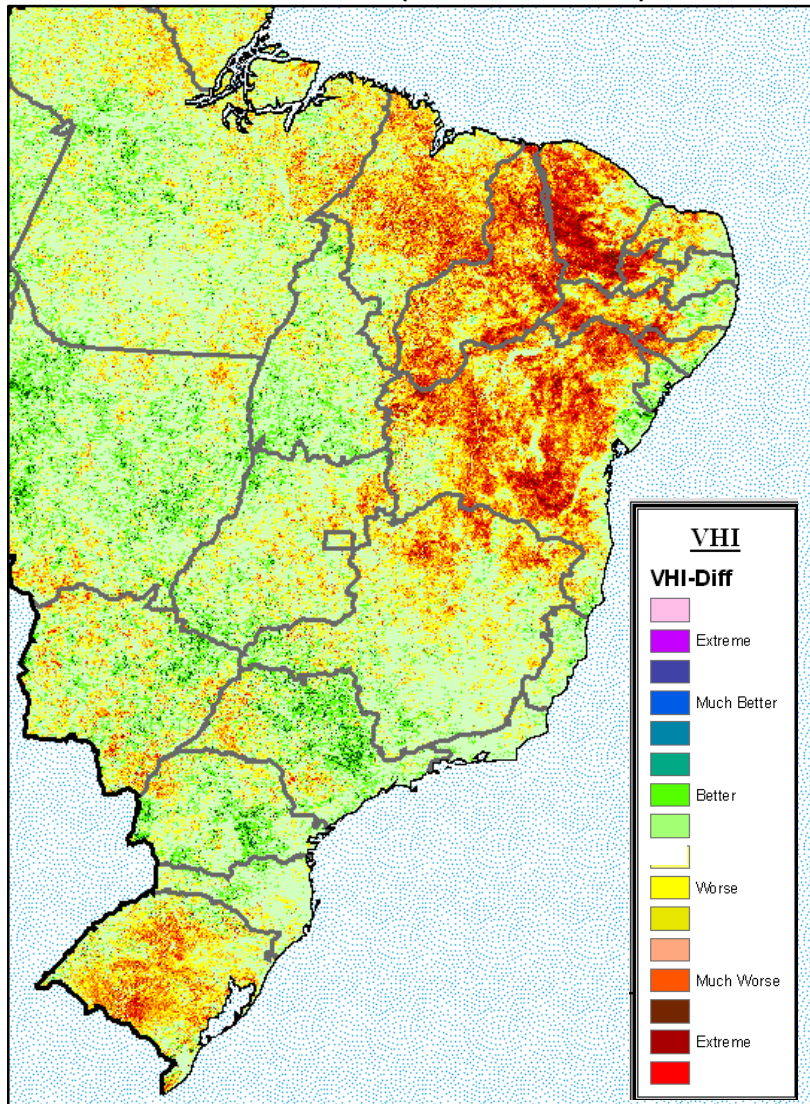 VHI
VHI-Diff
Extreme
Much Better
Better
Worse
Much Worse
Extreme